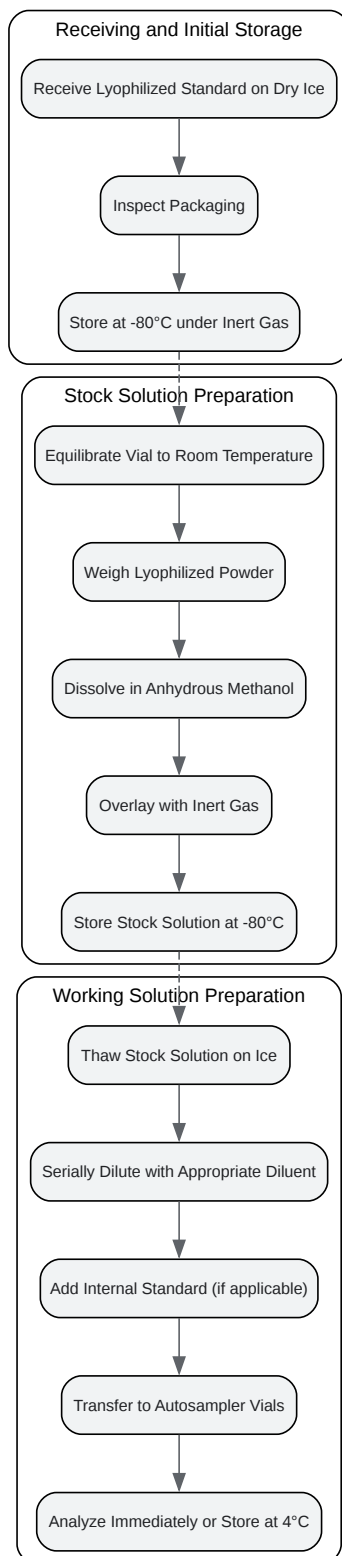 Receiving and Initial Storage
Receive Lyophilized Standard on Dry Ice
Inspect Packaging
Store at -80°C under Inert Gas
Stock Solution Preparation
Equilibrate Vial to Room Temperature
Weigh Lyophilized Powder
Dissolve in Anhydrous Methanol
Overlay with Inert Gas
Store Stock Solution at -80°C
Working Solution Preparation
Thaw Stock Solution on Ice
Serially Dilute with Appropriate Diluent
Add Internal Standard (if applicable)
Transfer to Autosampler Vials
Analyze Immediately or Store at 4°C